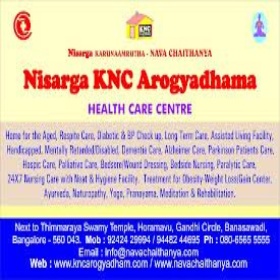 KNC
Nisarga KARUNAAMRUTHA - NAVA CHAITHANYA
Nisarga KNC Arogyadhama
HEALTH CARE CENTRE
Home for the Aged, Respite Care, Diabetic & BP Check up, Long Term Care, Assisted Living Facility,
Handicapped, Mentally Retarded/Disabled, Dementia Care, Alzheimer Care, Parkinson Patients Care,
Hospic Care, Palliative Care, Bedsore/Wound Dressing, Bedside Nursing, Paralytic Care,
24X7 Nursing Care with Neat & Hygiene Facility. Treatment for Obesity-Weight Loss/Gain Center,
Ayurveda, Naturopathy, Yoga, Pranayama, Meditation & Rehabilitation.
Next to Thimmaraya Swamy Temple, Horamavu, Gandhi Circle, Banasawadi,
Bangalore - 560 043. Mob : 92424 29994 / 94482 44695 Ph : 080-6565 5555
Email : info@navachaithanya.com
Web : www.kncarogyadham.com / www.navachaithanya.com